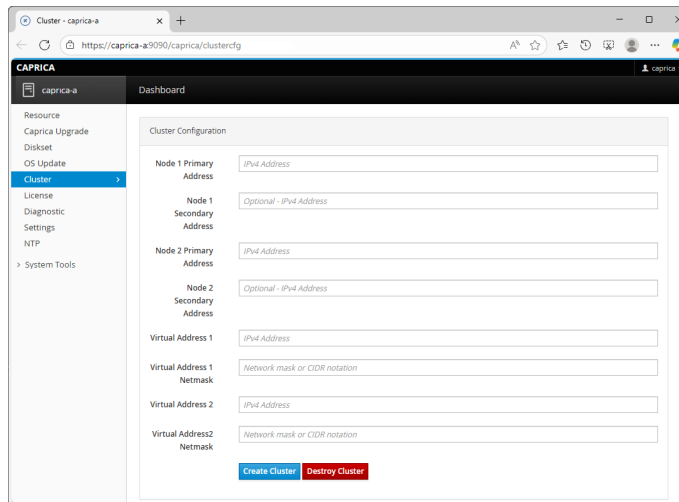 Cluster - caprica-a
https://caprica-a:9090/caprica/clustercfg
CAPRICA
caprica
caprica-a
Dashboard
Resource
Caprica Upgrade
Diskset
OS Update
Cluster
License
Diagnostic
Settings
NTP
System Tools
Cluster Configuration
Node 1 Primary
Address
IPv4 Address
Node 1
Secondary
Address
Optional - IPv4 Address
Node 2 Primary
Address
IPv4 Address
Node 2
Secondary
Address
Optional - IPv4 Address
Virtual Address 1
IPv4 Address
Virtual Address 1
Netmask
Network mask or CIDR notation
Virtual Address 2
IPv4 Address
Virtual Address2
Netmask
Network mask or CIDR notation
Create Cluster
Destroy Cluster